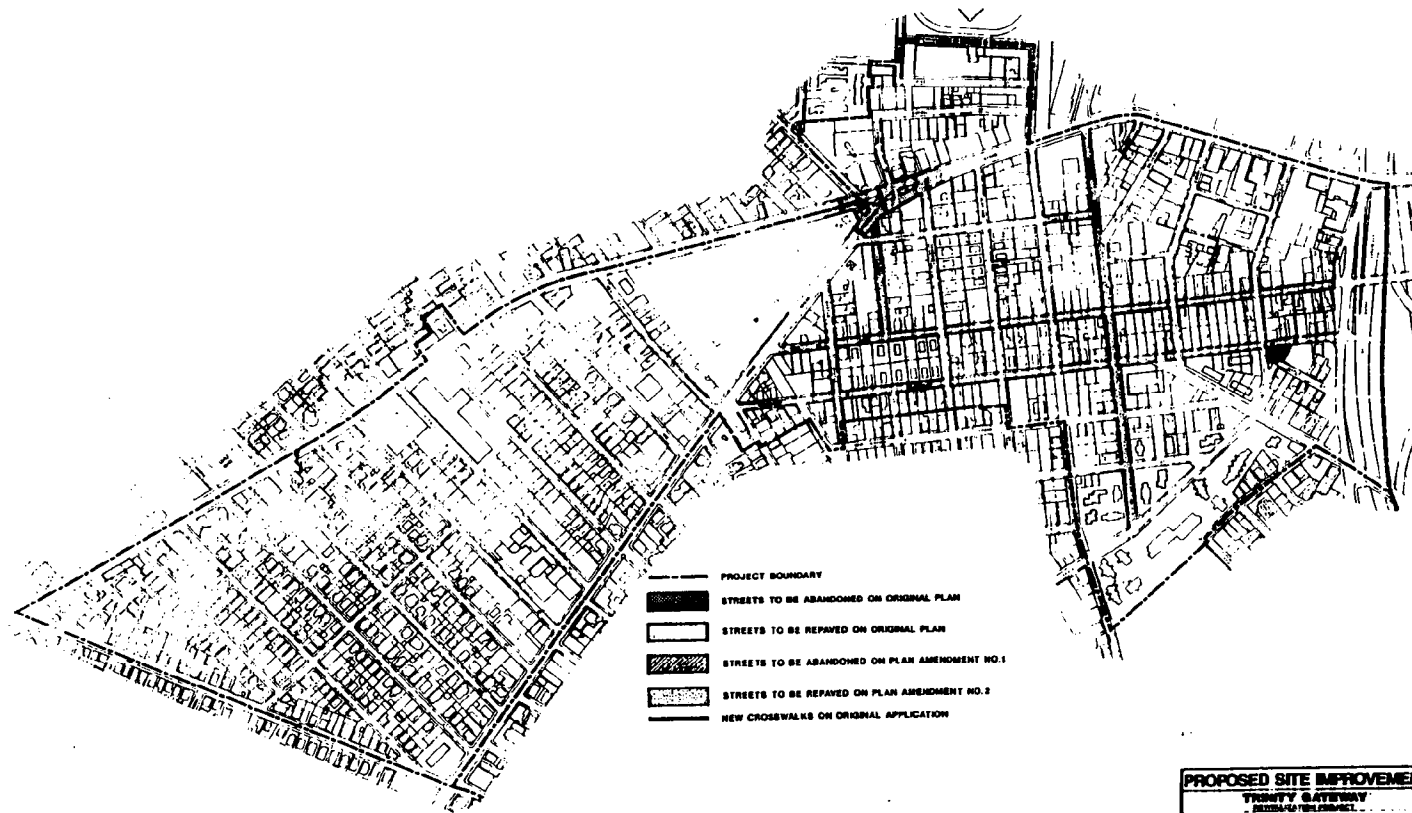 PROJECT BOUNDARY
STREETS TO BE ABANDONED ON ORIGINAL PLAN
STREETS TO BE REPAVED ON ORIGINAL PLAN
STREETS TO BE ABANDONED ON PLAN AMENDMENT NO.1
STREETS TO BE REPAVED ON PLAN AMENDMENT NO.2
NEW CROSSWALKS ON ORIGINAL APPLICATION
PROPOSED SITE IMPROVEME
TRINITY GATEWAY